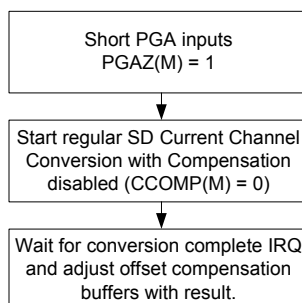 Short PGA inputs
PGAZ(M) = 1
Start regular SD Current Channel
Conversion with Compensation
disabled (CCOMP(M) = 0)
Wait for conversion complete IRQ
and adjust offset compensation
buffers with result.